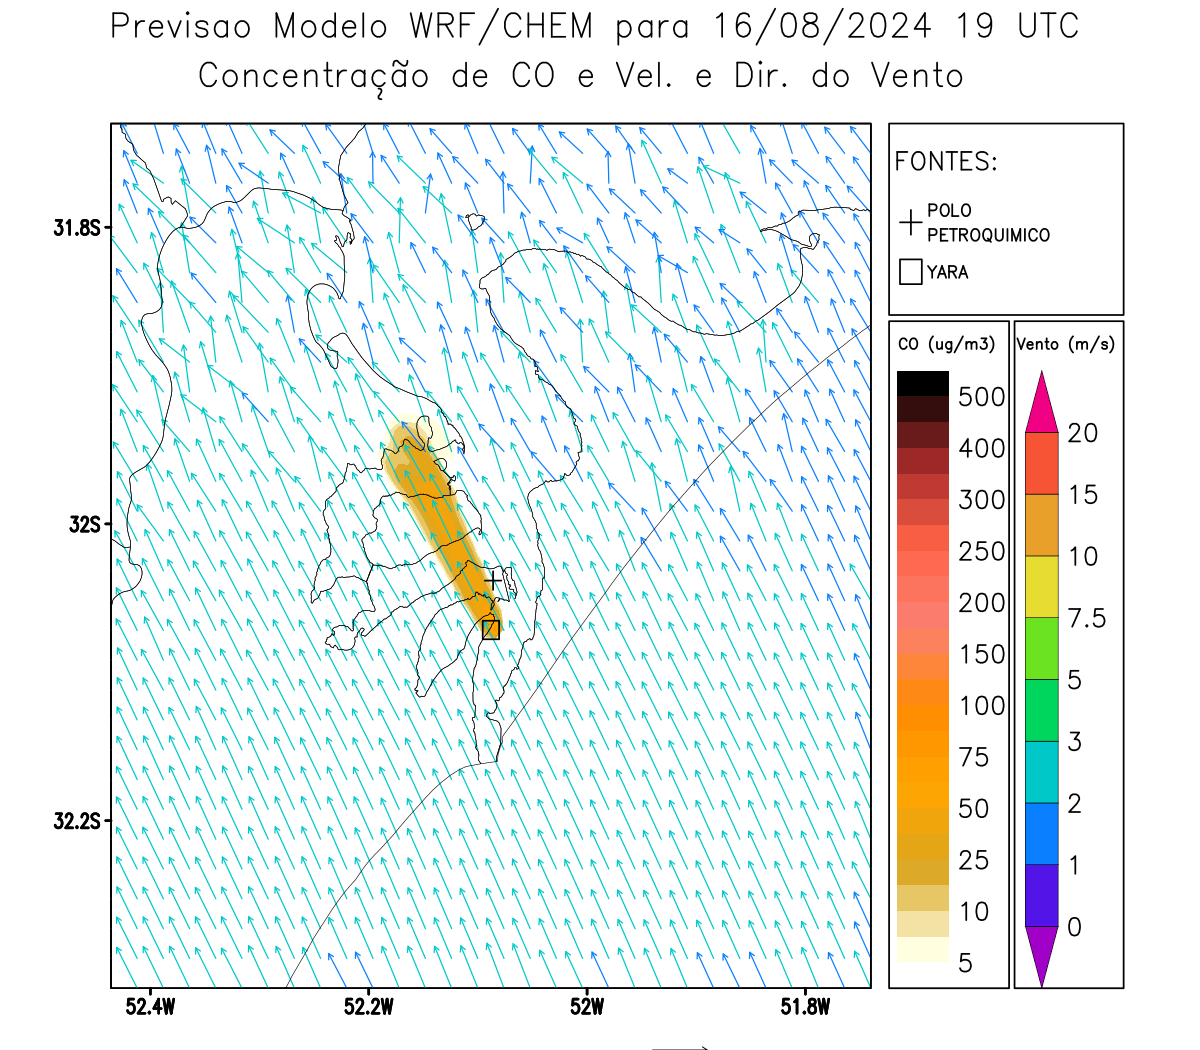 Previsao Modelo WRF/CHEM para 16/08/2024 19 UTC
Concentração de CO e Vel. e Dir. do Vento
FONTES:
POLO
PETROQUIMICO
YARA
31.8S
32S
32.2S
52.4W
52.2W
52W
51.8W
CO (ug/m3)
500
400
300
250
200
150
100
75
50
25
10
5
Vento (m/s)
20
15
10
7.5
5
3
2
1
0